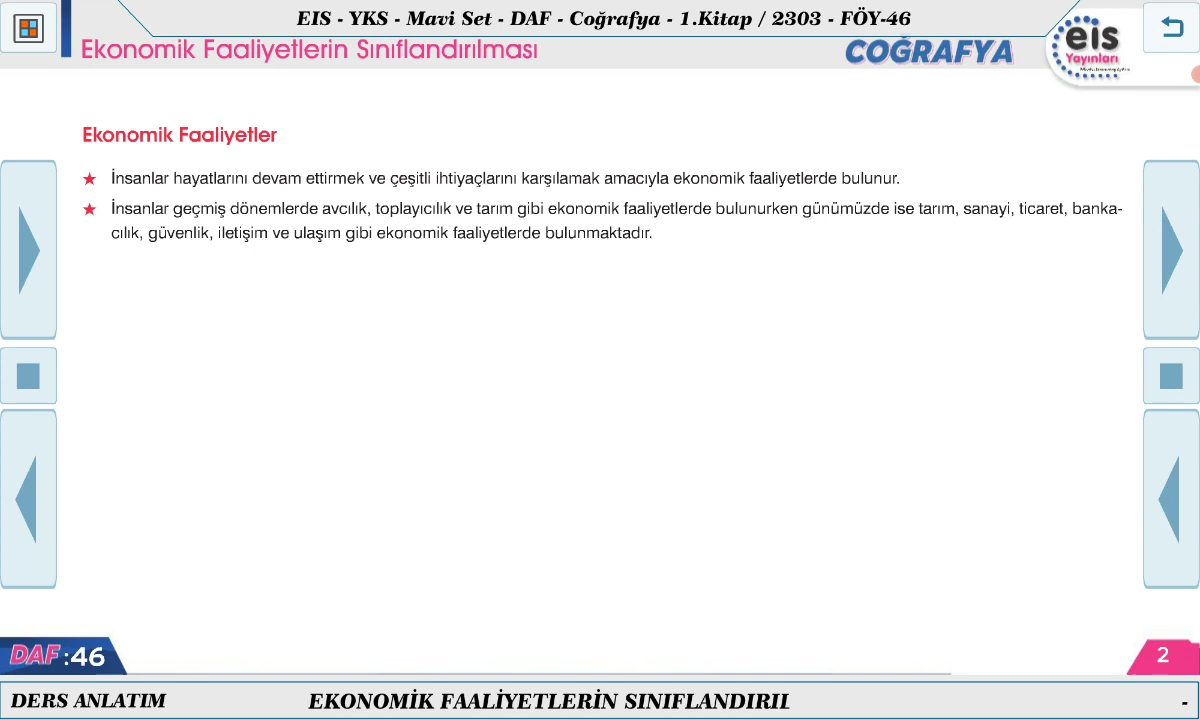 EIS - YKS - Mavi Set - DAF - Coğrafya - 1.Kitap / 2303 - FÖY-46
Ekonomik Faaliyetlerin Sınıflandırılması
COĞRAFYA
eis
Yayınları
Ekonomik Faaliyetler
★ İnsanlar hayatlarını devam ettirmek ve çeşitli ihtiyaçlarını karşılamak amacıyla ekonomik faaliyetlerde bulunur.
★ İnsanlar geçmiş dönemlerde avcılık, toplayıcılık ve tarım gibi ekonomik faaliyetlerde bulunurken günümüzde ise tarım, sanayi, ticaret, banka-
cılık, güvenlik, iletişim ve ulaşım gibi ekonomik faaliyetlerde bulunmaktadır.
DAF :46
2
DERS ANLATIM
EKONOMİK FAALİYETLERİN SINIFLANDIRII
-